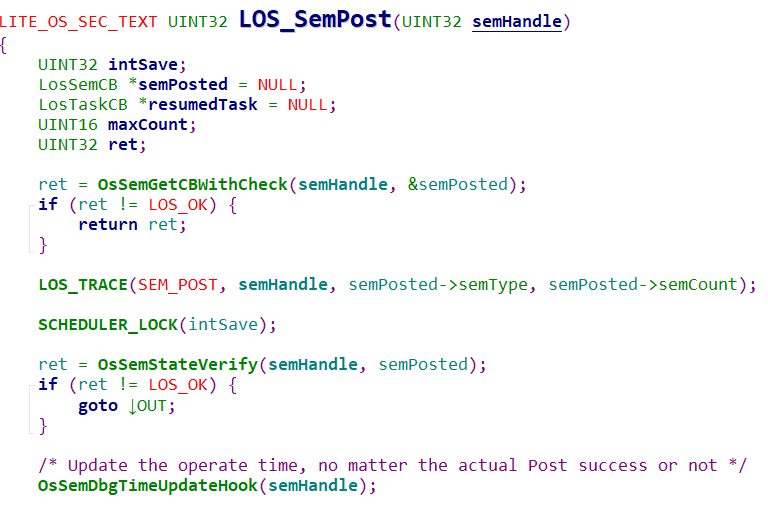 LITE_OS_SEC_TEXT UINT32 LOS_SemPost(UINT32 semHandle)
{
    UINT32 intSave;
    LosSemCB *semPosted = NULL;
    LosTaskCB *resumedTask = NULL;
    UINT16 maxCount;
    UINT32 ret;

    ret = OsSemGetCBWithCheck(semHandle, &semPosted);
    if (ret != LOS_OK) {
        return ret;
    }

    LOS_TRACE(SEM_POST, semHandle, semPosted->semType, semPosted->semCount);

    SCHEDULER_LOCK(intSave);

    ret = OsSemStateVerify(semHandle, semPosted);
    if (ret != LOS_OK) {
        goto ↓OUT;
    }

    /* Update the operate time, no matter the actual Post success or not */
    OsSemDbgTimeUpdateHook(semHandle);